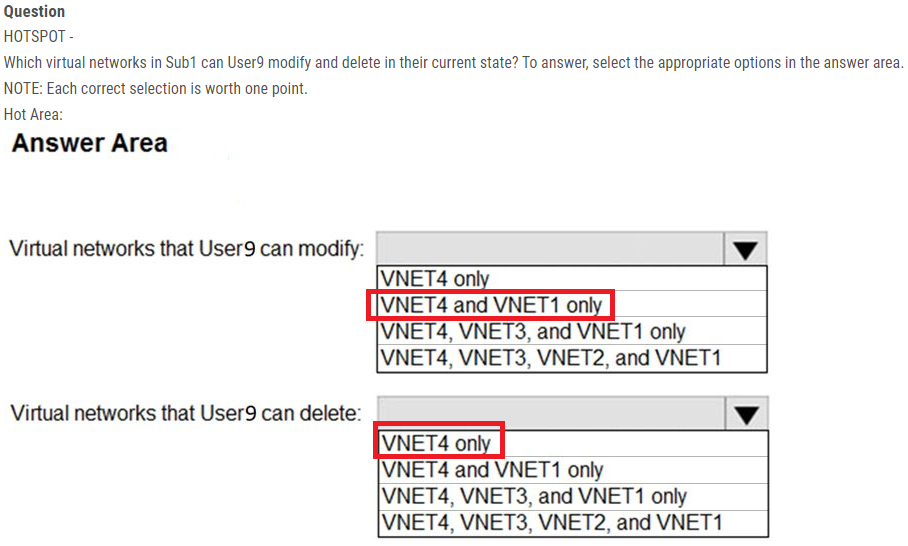 Question
HOTSPOT -
Which virtual networks in Sub1 can User9 modify and delete in their current state? To answer, select the appropriate options in the answer area.
NOTE: Each correct selection is worth one point.
Hot Area:
Answer Area
Virtual networks that User9 can modify:
VNET4 only
VNET4 and VNET1 only
VNET4, VNET3, and VNET1 only
VNET4, VNET3, VNET2, and VNET1
Virtual networks that User9 can delete:
VNET4 only
VNET4 and VNET1 only
VNET4, VNET3, and VNET1 only
VNET4, VNET3, VNET2, and VNET1